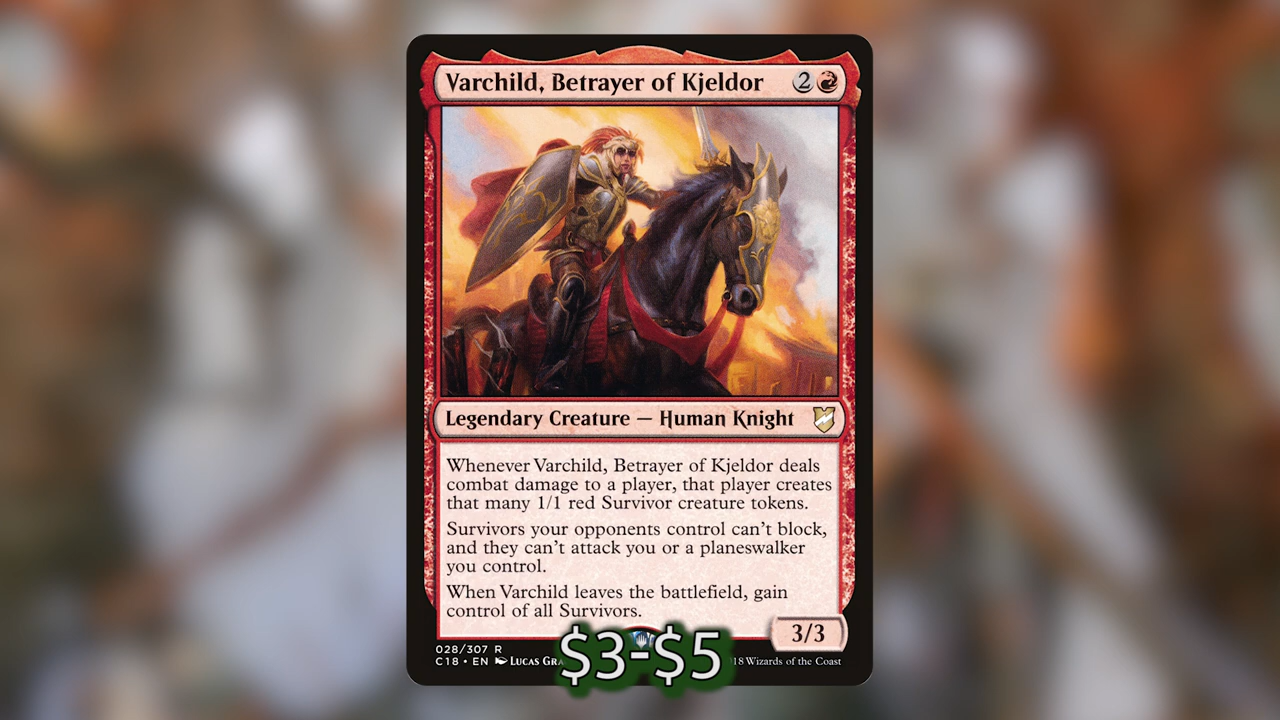 Varchild, Betrayer of Kjeldor 2
Legendary Creature — Human Knight
Whenever Varchild, Betrayer of Kjeldor deals
combat damage to a player, that player creates
that many 1/1 red Survivor creature tokens.
Survivors your opponents control can't block,
and they can't attack you or a planeswalker
you control.
When Varchild leaves the battlefield, gain
control of all Survivors.
3/3
028/307 R
C18 • EN LUCAS 18 Wizards of the Coast
$3-$5